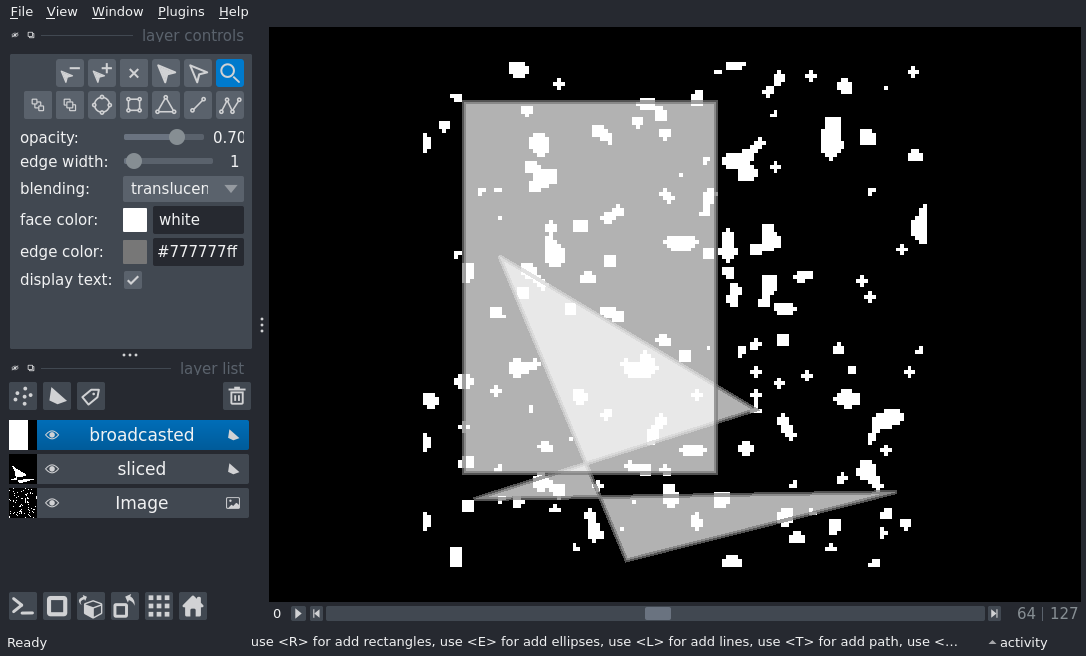 File View Window Plugins Help
layer controls
opacity: 0.70
edge width: 1
blending: translucen
face color: white
edge color: #777777ff
display text:
layer list
broadcasted
sliced
Image
0 64 127
Ready use <R> for add rectangles, use <E> for add ellipses, use <L> for add lines, use <T> for add path, use <... activity